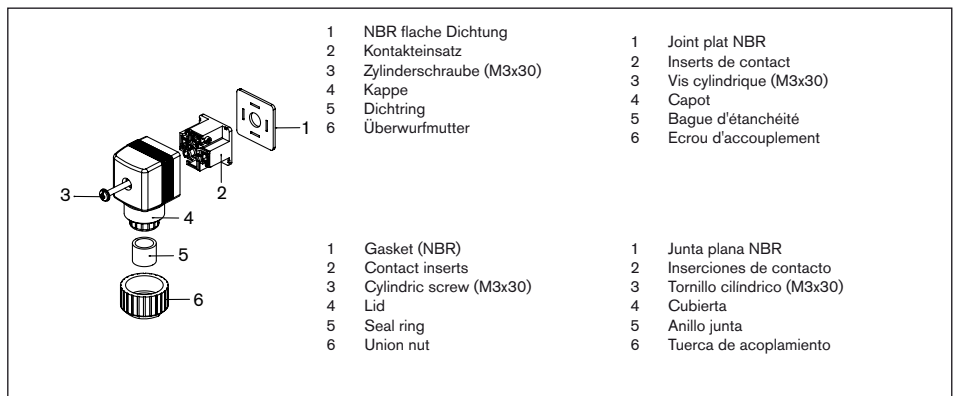 1 NBR flache Dichtung
2 Kontakteinsatz
3 Zylinderschraube (M3x30)
4 Kappe
5 Dichtring
6 Überwurfmutter
1 Joint plat NBR
2 Inserts de contact
3 Vis cylindrique (M3x30)
4 Capot
5 Bague d'étanchéité
6 Ecrou d'accouplement
1
2
3
4
5
6
1 Gasket (NBR)
2 Contact inserts
3 Cylindric screw (M3x30)
4 Lid
5 Seal ring
6 Union nut
1 Junta plana NBR
2 Inserciones de contacto
3 Tornillo cilíndrico (M3x30)
4 Cubierta
5 Anillo junta
6 Tuerca de acoplamiento